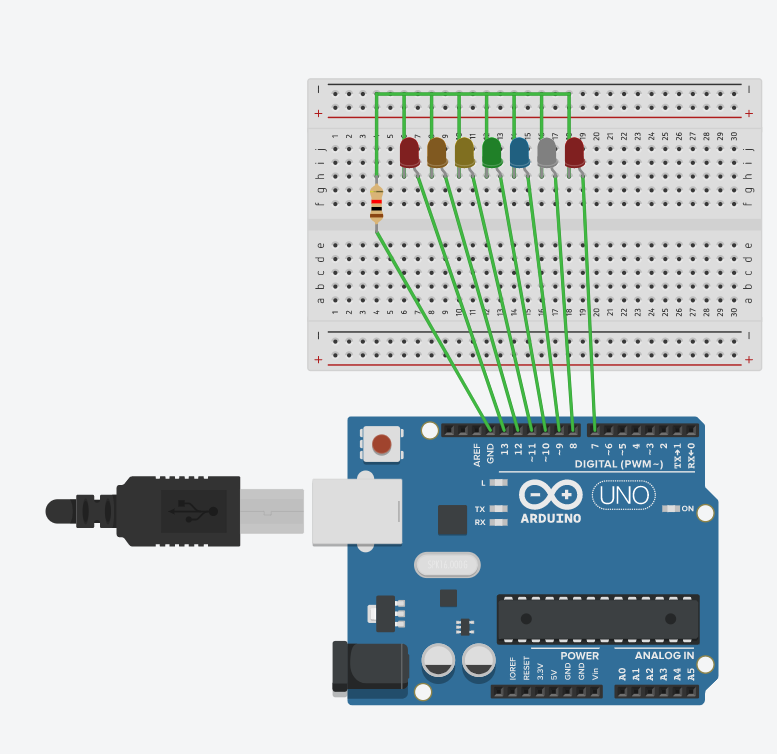 − −
+ +
1 2 3 4 5 6 7 8 9 10 11 12 13 14 15 16 17 18 19 20 21 22 23 24 25 26 27 28 29 30
j j
i i
h h
g g
f f
e e
d d
c c
b b
a a
1 2 3 4 5 6 7 8 9 10 11 12 13 14 15 16 17 18 19 20 21 22 23 24 25 26 27 28 29 30
− −
+ +
AREF GND 13 12 ~11 ~10 ~9 8 7 ~6 ~5 4 ~3 2 TX→1 RX←0
DIGITAL (PWM~)
L
TX
RX
UNO
ON
ARDUINO
POWER
ANALOG IN
IOREF RESET 3.3V 5V GND GND Vin A0 A1 A2 A3 A4 A5